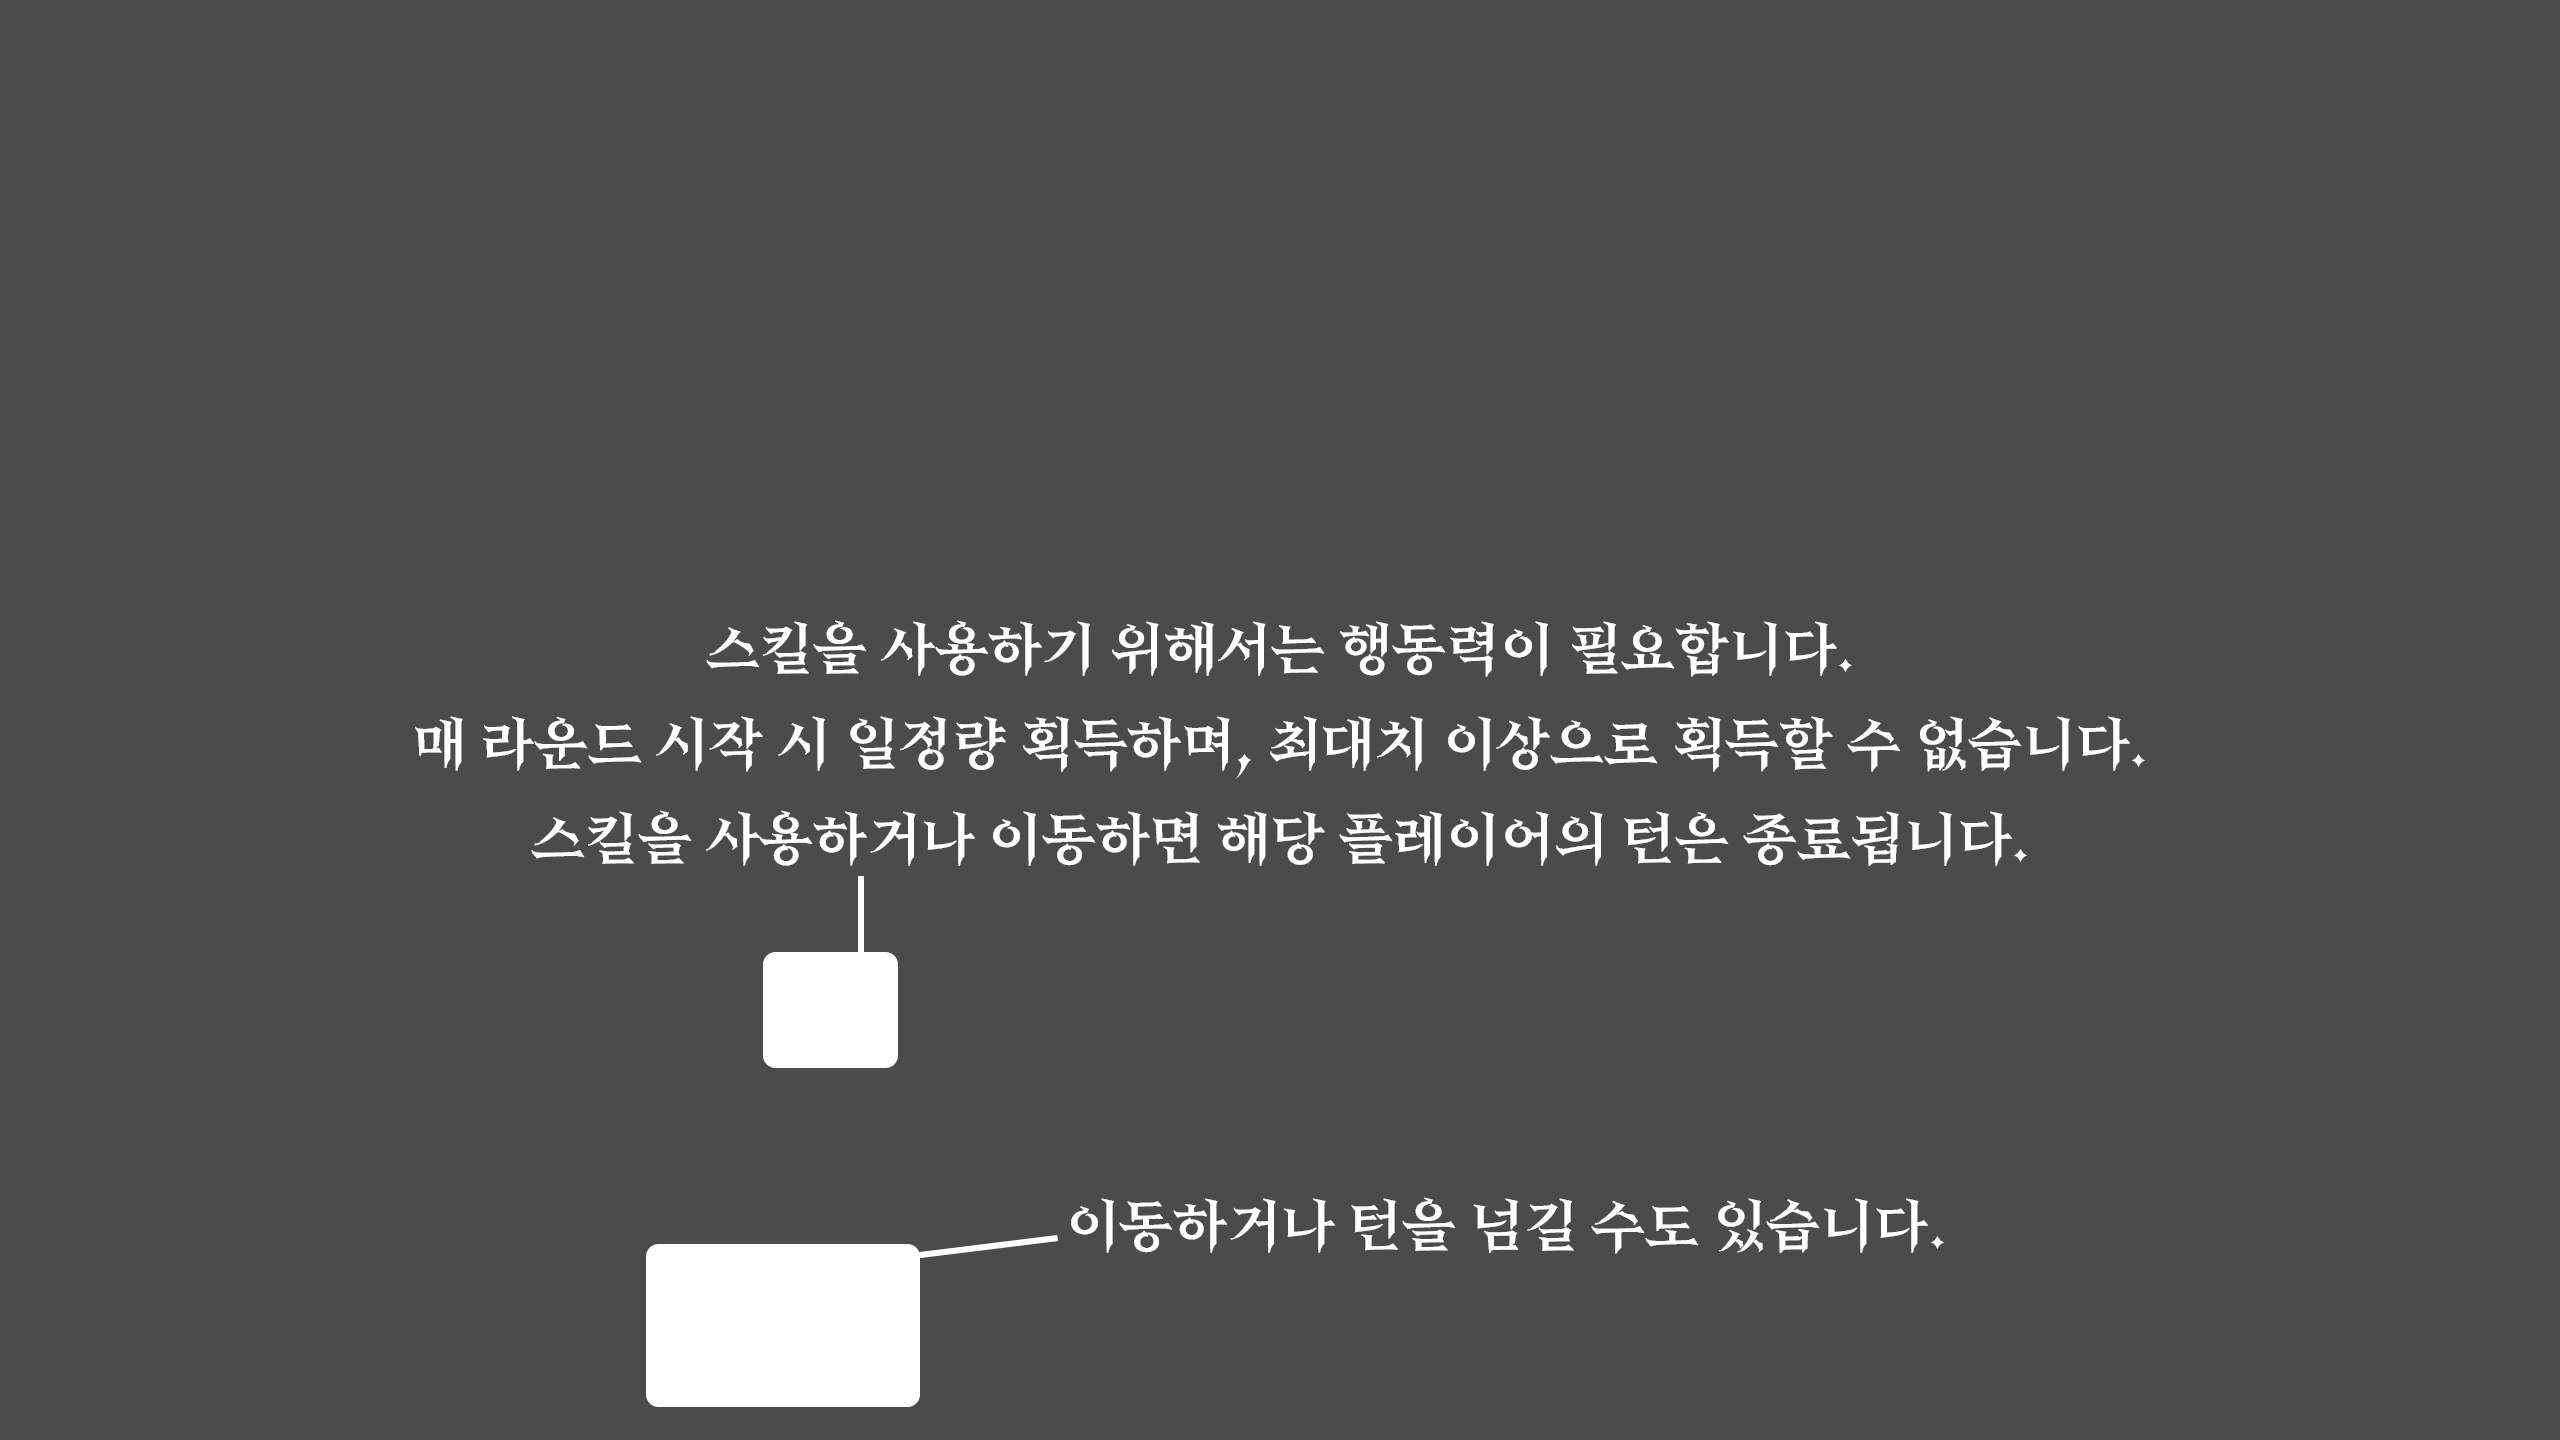 스킬을 사용하기 위해서는 행동력이 필요합니다.
매 라운드 시작 시 일정량 획득하며, 최대치 이상으로 획득할 수 없습니다.
스킬을 사용하거나 이동하면 해당 플레이어의 턴은 종료됩니다.
이동하거나 턴을 넘길 수도 있습니다.